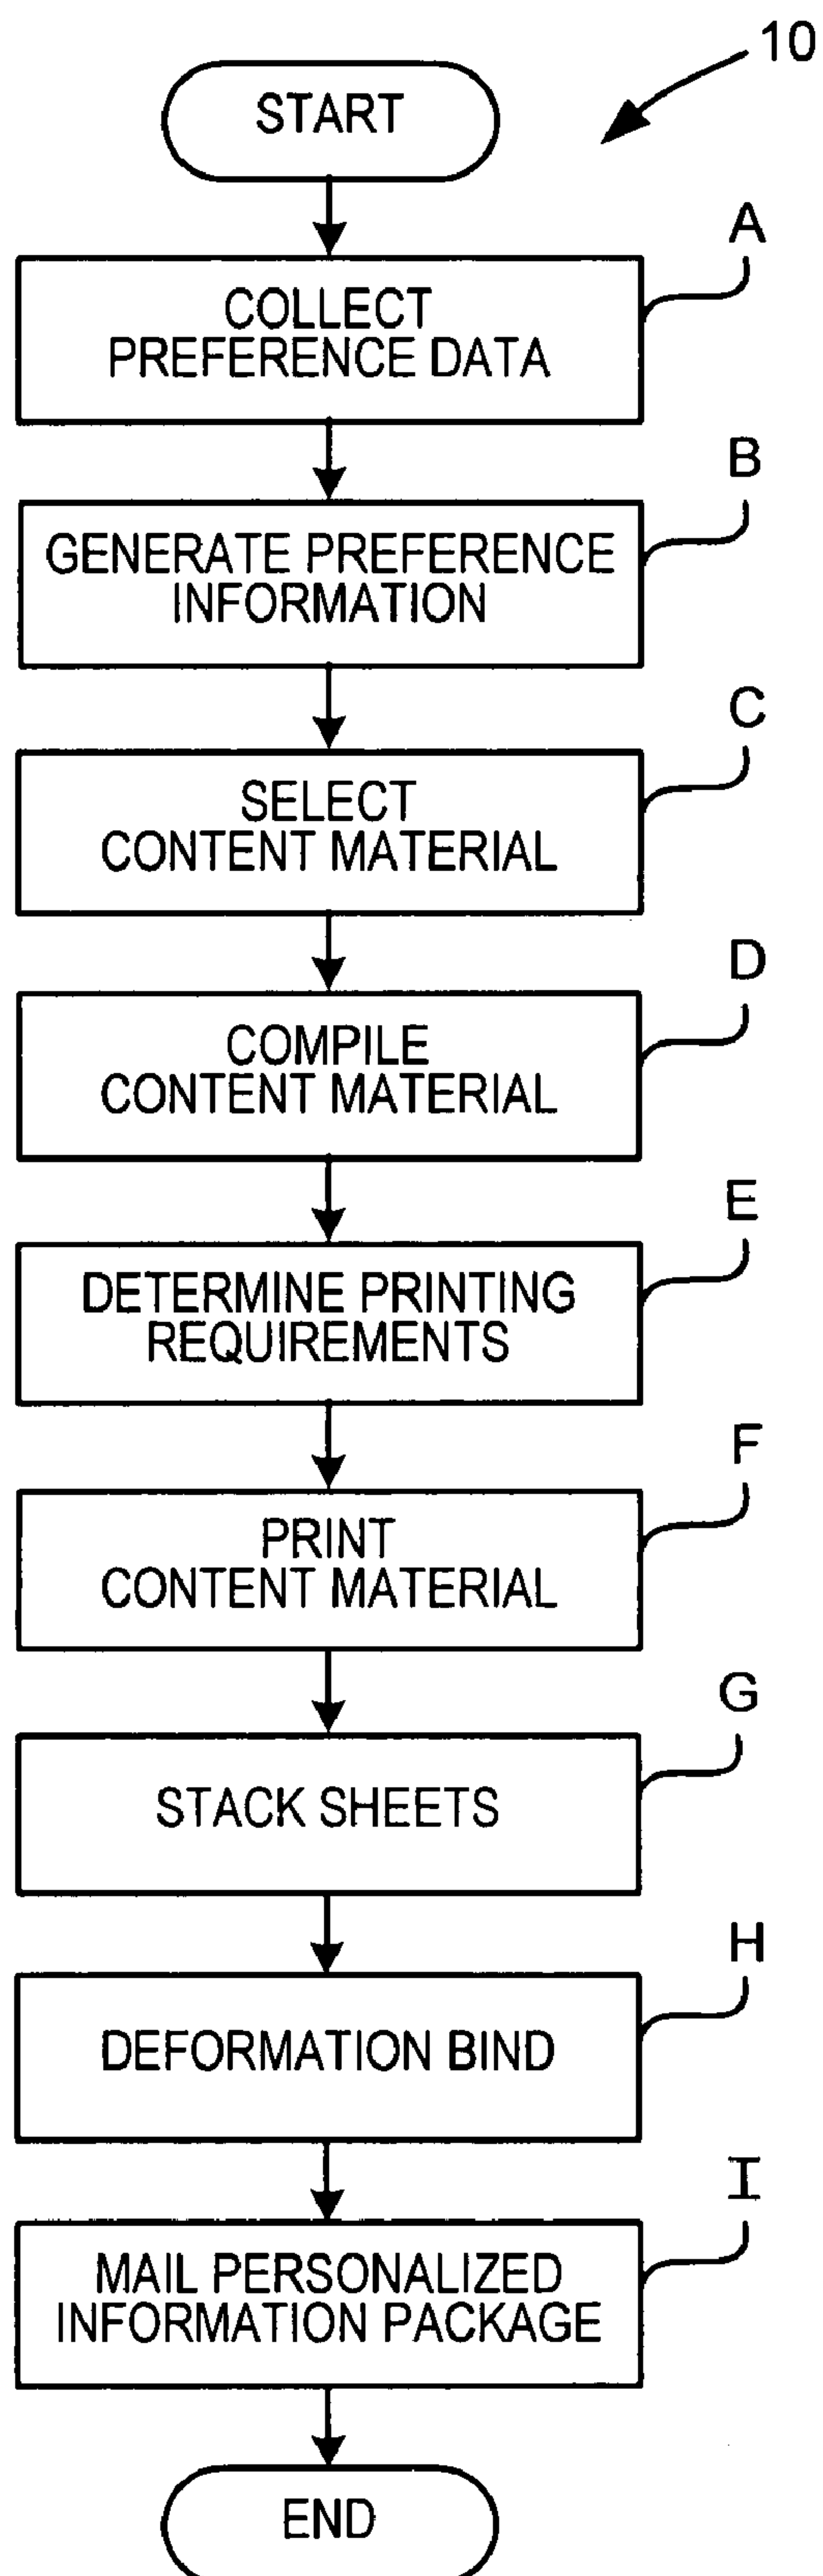 10
START
A
COLLECT
PREFERENCE DATA
B
GENERATE PREFERENCE
INFORMATION
C
SELECT
CONTENT MATERIAL
D
COMPILE
CONTENT MATERIAL
E
DETERMINE PRINTING
REQUIREMENTS
F
PRINT
CONTENT MATERIAL
G
STACK SHEETS
H
DEFORMATION BIND
I
MAIL PERSONALIZED
INFORMATION PACKAGE
END